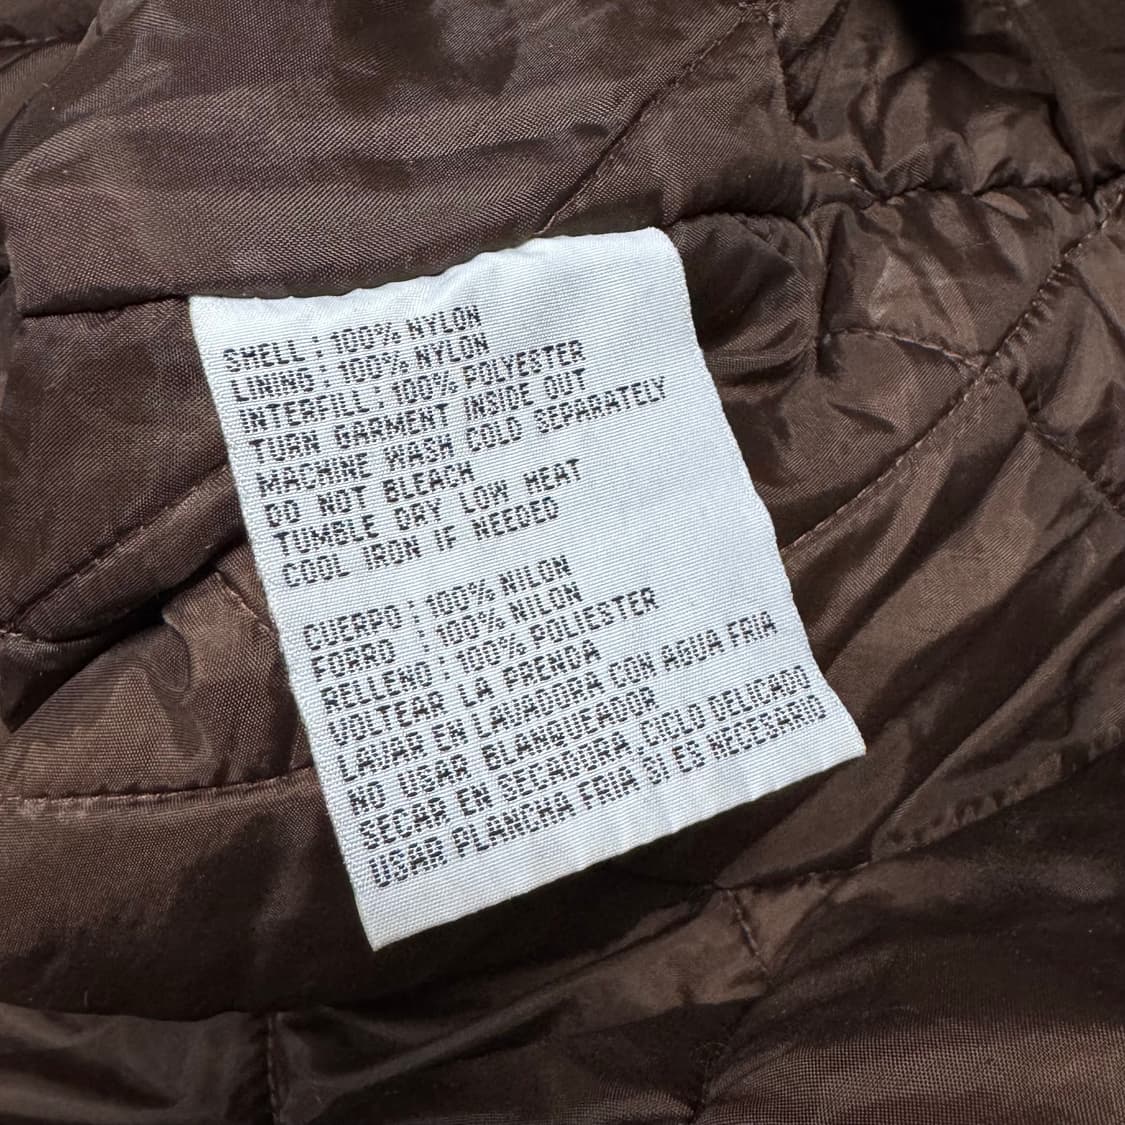 SHELL : 100% NYLON
LINING : 100% NYLON
INTERFILL : 100% POLYESTER
TURN GARMENT INSIDE OUT
MACHINE WASH COLD SEPARATELY
DO NOT BLEACH
TUMBLE DRY LOW HEAT
COOL IRON IF NEEDED
CUERPO : 100% NILON
FORRO : 100% NILON
RELLENO : 100% POLIESTER
VOLTEAR LA PRENDA
LAVAR EN LAVADORA CON AGUA FRIA
NO USAR BLANQUEADOR
SECAR EN SECADORA, CICLO DELICADO
USAR PLANCHA FRIA SI ES NECESARIO